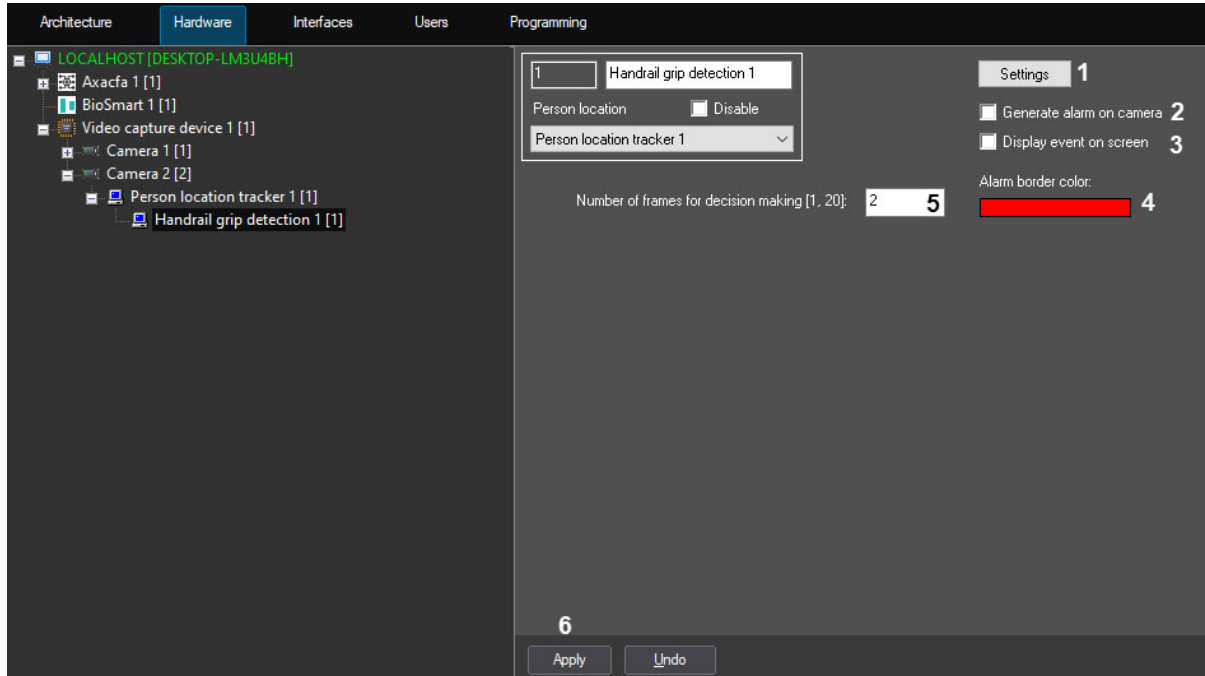 Architecture Hardware Interfaces Users Programming
LOCALHOST [DESKTOP-LM3U4BH]
Axacfa 1 [1]
BioSmart 1 [1]
Video capture device 1 [1]
Camera 1 [1]
Camera 2 [2]
Person location tracker 1 [1]
Handrail grip detection 1 [1]
1 Handrail grip detection 1
Person location Disable
Person location tracker 1
Settings 1
Generate alarm on camera 2
Display event on screen 3
Alarm border color:
4
Number of frames for decision making [1, 20]: 2 5
6
Apply Undo